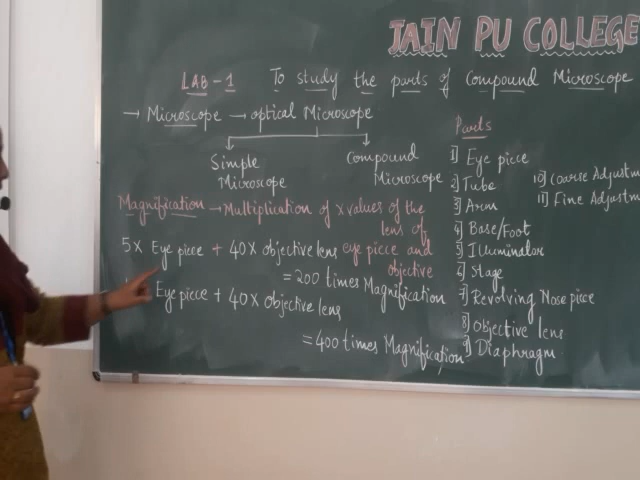 JAIN PU COLLEGE
LAB - 1 To study the parts of Compound Microscope
→ Microscope → optical Microscope
Simple Microscope
Compound Microscope
Magnification → Multiplication of X values of the lens of eye piece and objective
5X Eye piece + 40X objective lens
= 200 times Magnification
Eye piece + 40X Objective lens
= 400 times Magnification
Parts
1] Eye piece
2] Tube
3] Arm
4] Base/Foot
5] Illuminator
6] Stage
7] Revolving Nose piece
8] Objective lens
9] Diaphragm
10] Coarse Adjustm
11] Fine Adjustm